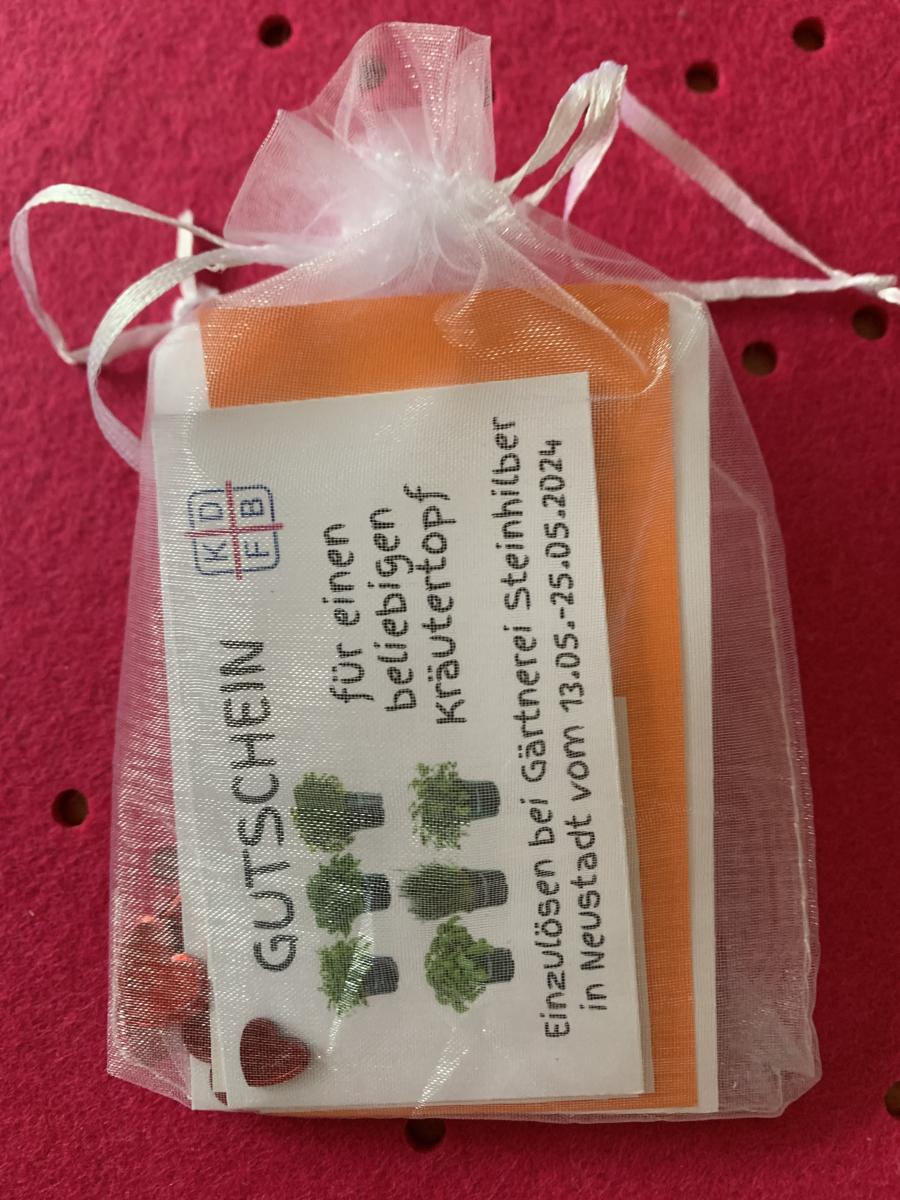 GUTSCHEIN
K D
F B
für einen
beliebigen
Kräutertopf
Einzulösen bei Gärtnerei Steinhilber
in Neustadt vom 13.05.-25.05.2024